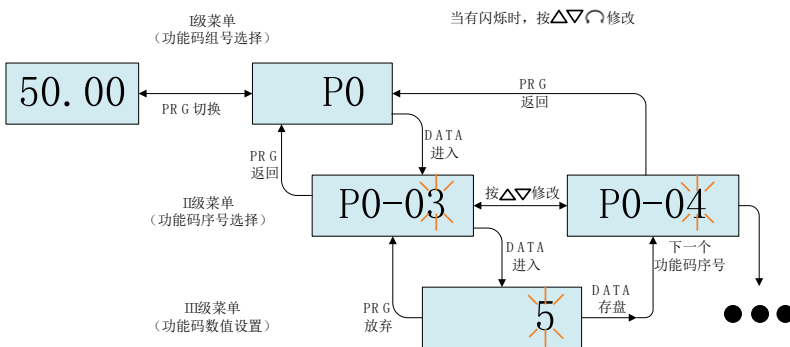 I级菜单
(功能码组号选择)
当有闪烁时，按△▽修改
50.00
PRG 切换
P0
PRG
返回
DATA
进入
PRG
返回
II级菜单
(功能码序号选择)
P0-03
按△▽修改
P0-04
DATA
进入
下一个
功能码序号
III级菜单
(功能码数值设置)
PRG
放弃
5
DATA
存盘